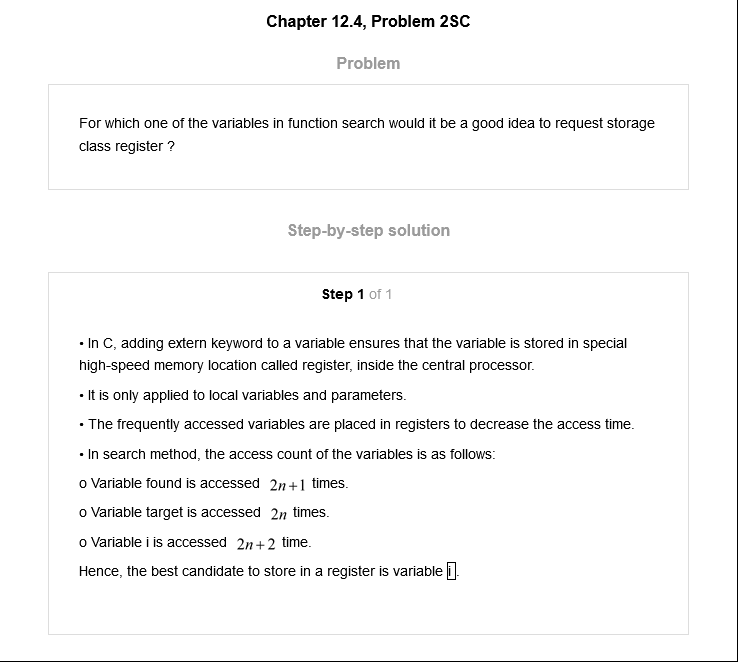 Chapter 12.4, Problem 2SC
Problem
For which one of the variables in function search would it be a good idea to request storage
class register ?
Step-by-step solution
Step 1 of 1
• In C, adding extern keyword to a variable ensures that the variable is stored in special
high-speed memory location called register, inside the central processor.
• It is only applied to local variables and parameters.
• The frequently accessed variables are placed in registers to decrease the access time.
• In search method, the access count of the variables is as follows:
o Variable found is accessed 2n+1 times.
o Variable target is accessed 2n times.
o Variable i is accessed 2n+2 time.
Hence, the best candidate to store in a register is variable i.